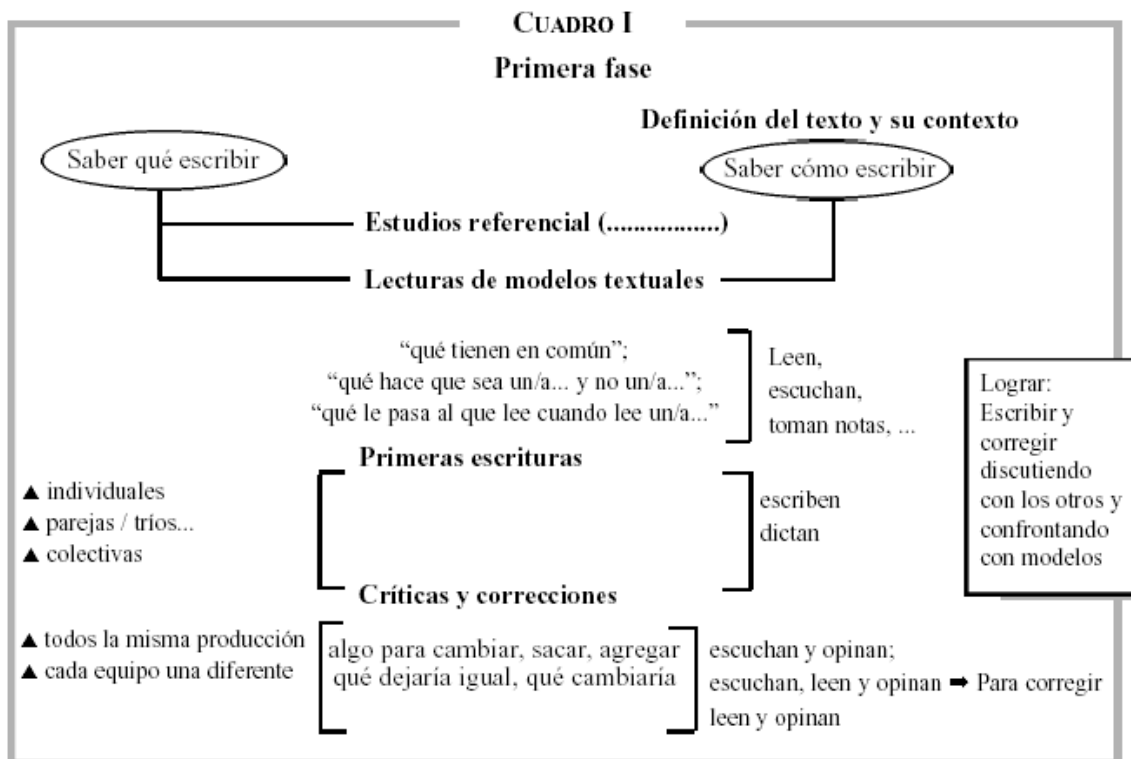 CUADRO I
Primera fase
Definición del texto y su contexto
Saber qué escribir
Saber cómo escribir
Estudios referencial (.................)
Lecturas de modelos textuales
“qué tienen en común”;
“qué hace que sea un/a... y no un/a...”;
“qué le pasa al que lee cuando lee un/a...”
Leen,
escuchan,
toman notas, ...
Lograr:
Escribir y
corregir
discutiendo
con los otros y
confrontando
con modelos
Primeras escrituras
▲ individuales
▲ parejas / tríos...
▲ colectivas
escriben
dictan
Críticas y correcciones
▲ todos la misma producción
▲ cada equipo una diferente
algo para cambiar, sacar, agregar
qué dejaría igual, qué cambiaría
escuchan y opinan;
escuchan, leen y opinan ➡ Para corregir
leen y opinan